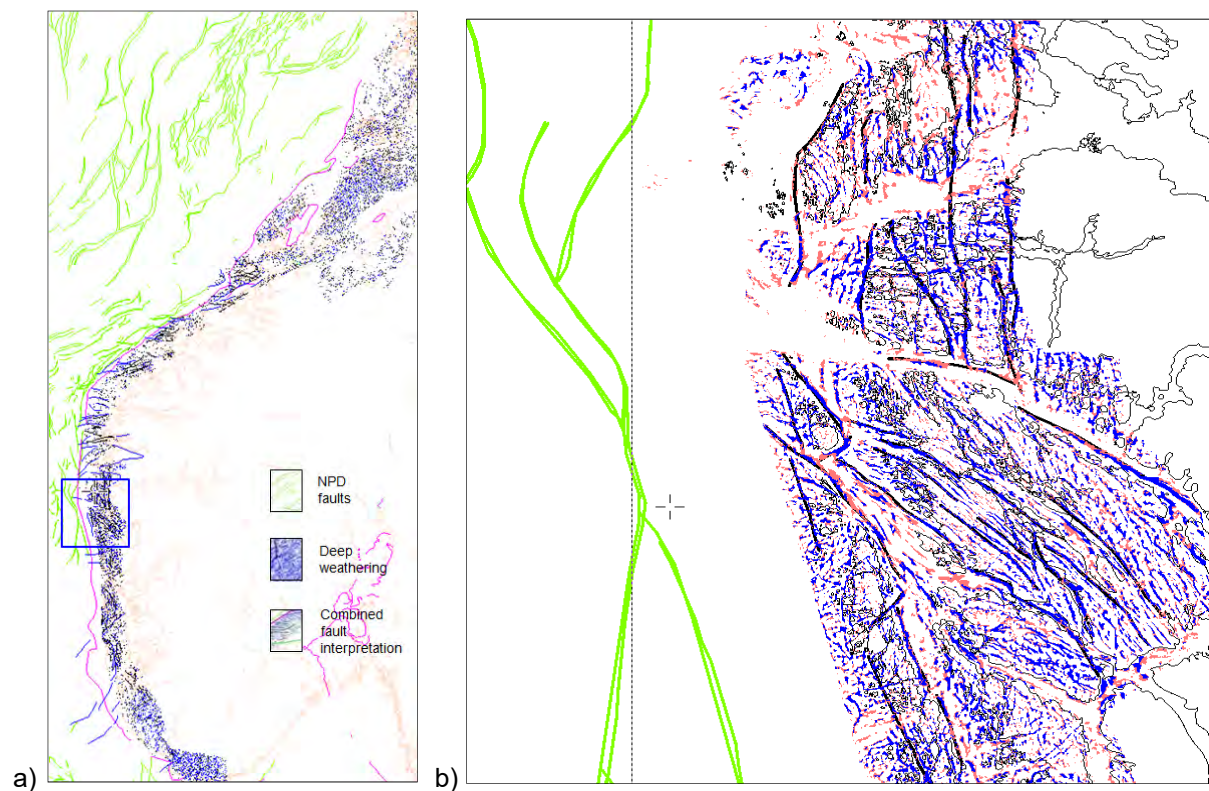 NPD
faults
Deep
weathering
Combined
fault
interpretation
a)
b)